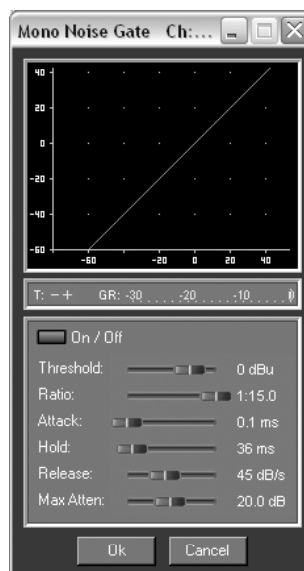 Mono Noise Gate Ch:...
40
20
0
-20
-40
-60
-60 -40 -20 0 20 40
T: - + GR: -30 -20 -10 0
On / Off
Threshold: 0 dBu
Ratio: 1:15.0
Attack: 0.1 ms
Hold: 36 ms
Release: 45 dB/s
Max Atten: 20.0 dB
Ok Cancel